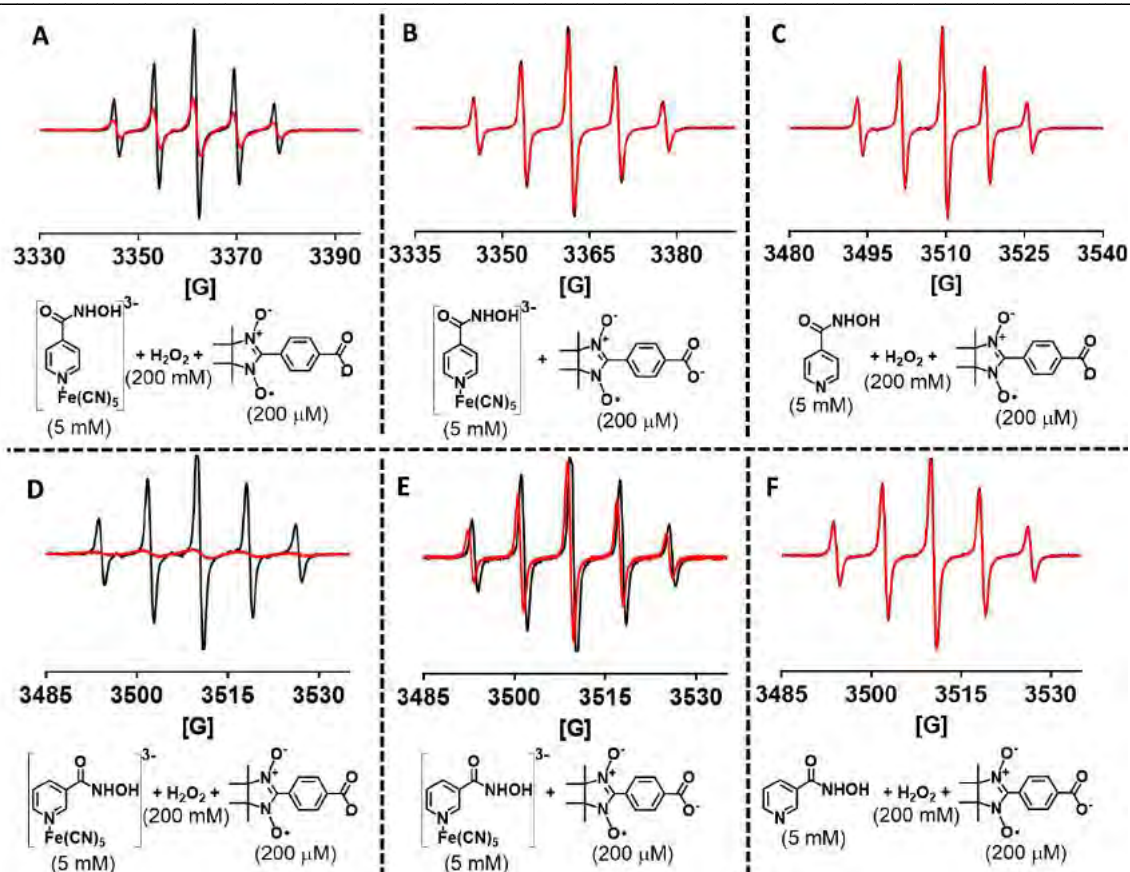 A
3330 3350 3370 3390
[G]
O
NHOH
3-
N
Fe(CN)5
(5 mM)
+ H2O2 +
(200 mM)
O-
N+
N
O•
O
O
(200 µM)
B
3335 3350 3365 3380
[G]
O
NHOH
3-
N
Fe(CN)5
(5 mM)
+
O-
N+
N
O•
O
O-
(200 µM)
C
3480 3495 3510 3525 3540
[G]
O
NHOH
N
(5 mM)
+ H2O2 +
(200 mM)
O-
N+
N
O•
O
O
(200 µM)
D
3485 3500 3515 3530
[G]
O
NHOH
3-
N
Fe(CN)5
(5 mM)
+ H2O2 +
(200 mM)
O-
N+
N
O•
O
O
(200 µM)
E
3485 3500 3515 3530
[G]
O
NHOH
3-
N
Fe(CN)5
(5 mM)
+
O-
N+
N
O•
O
O-
(200 µM)
F
3485 3500 3515 3530
[G]
O
NHOH
N
(5 mM)
+ H2O2 +
(200 mM)
O-
N+
N
O•
O
O-
(200 µM)